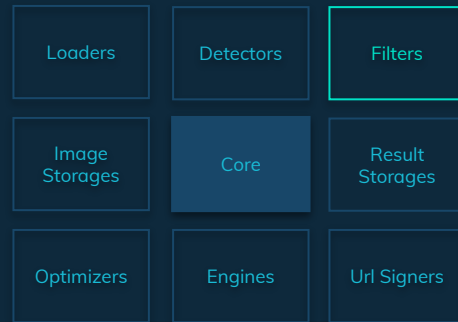 Loaders
Detectors
Filters
Image
Storages
Core
Result
Storages
Optimizers
Engines
Url Signers